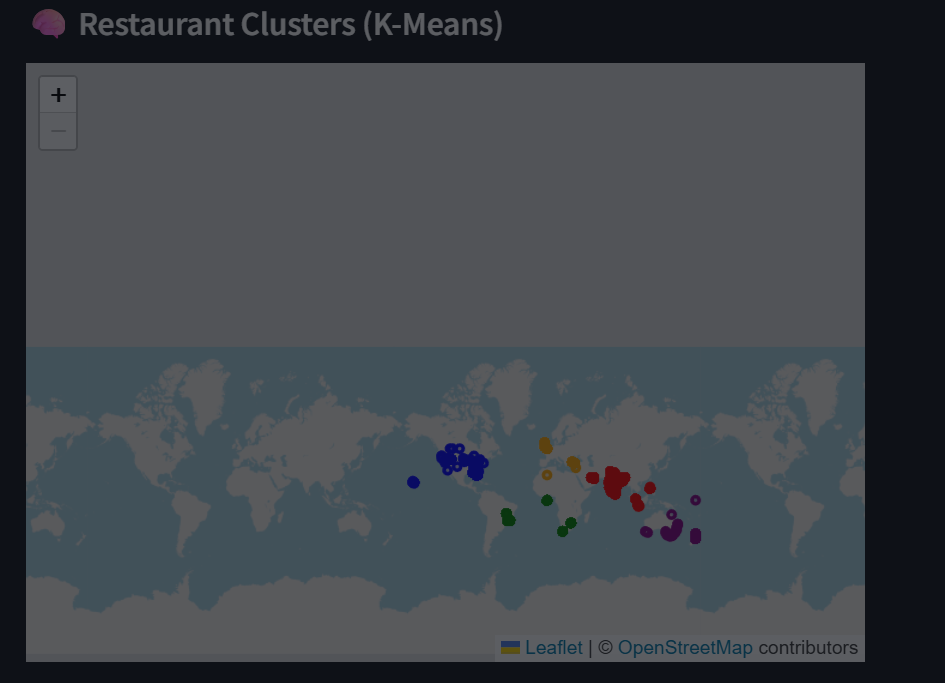 Restaurant Clusters (K-Means)
+
−
Leaflet | © OpenStreetMap contributors